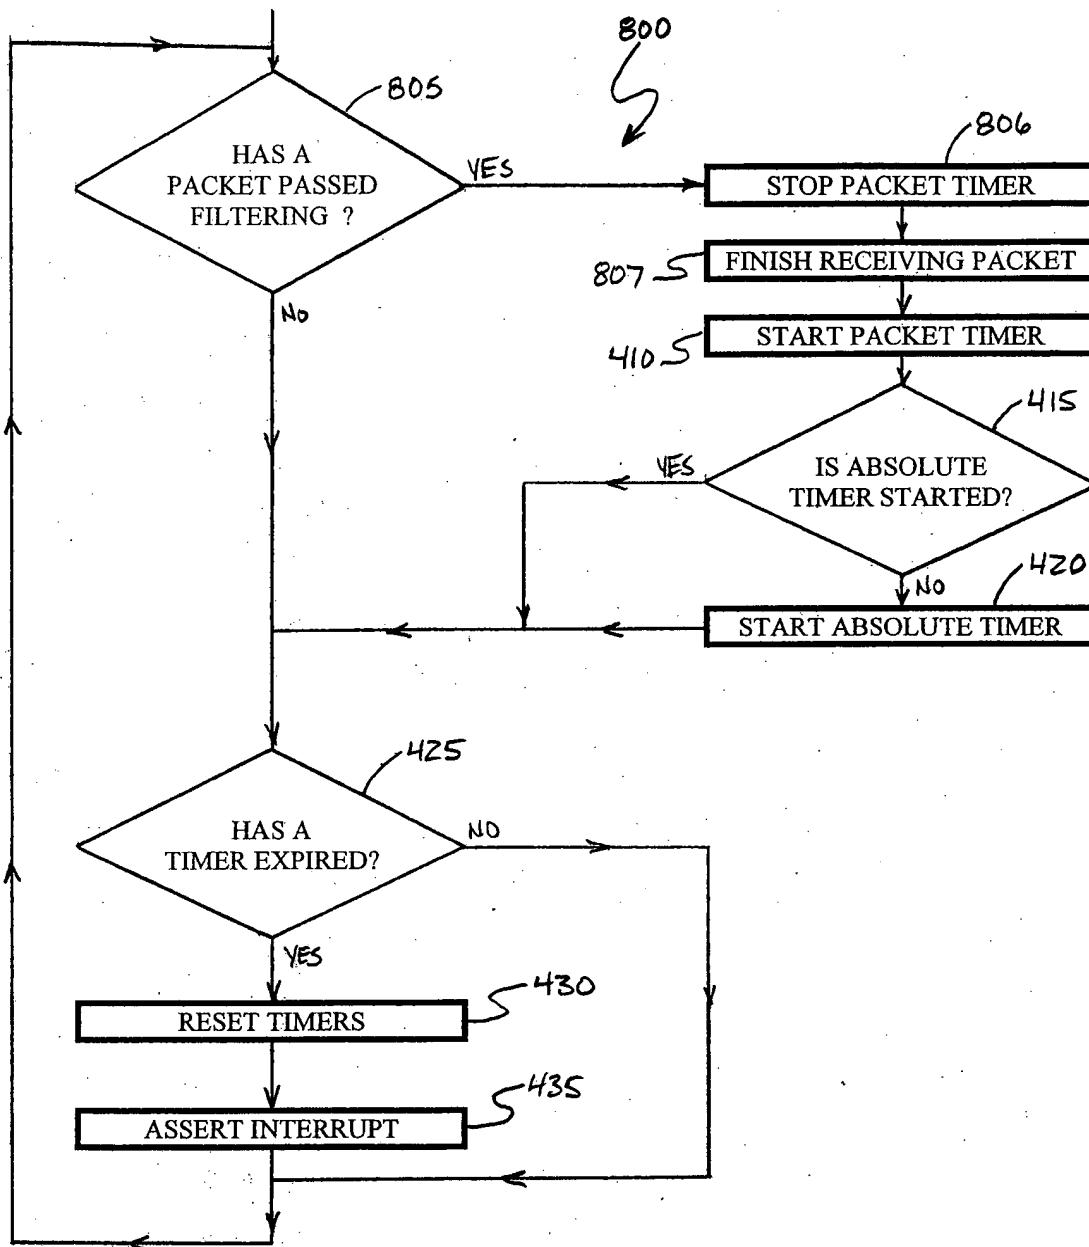 800
805
HAS A
PACKET PASSED
FILTERING ?
YES
NO
806
STOP PACKET TIMER
807
FINISH RECEIVING PACKET
410
START PACKET TIMER
415
IS ABSOLUTE
TIMER STARTED?
YES
NO
420
START ABSOLUTE TIMER
425
HAS A
TIMER EXPIRED?
NO
YES
430
RESET TIMERS
435
ASSERT INTERRUPT